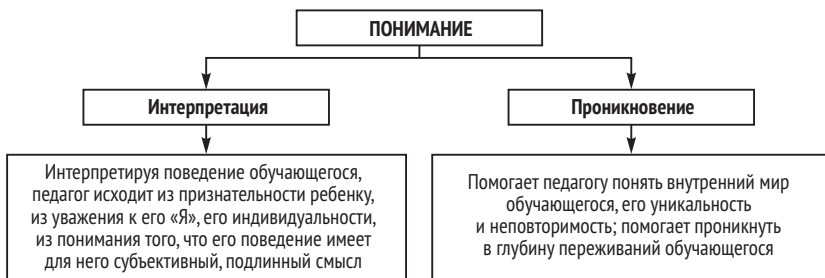 ПОНИМАНИЕ
Интерпретация
Проникновение
Интерпретируя поведение обучающегося,
педагог исходит из признательности ребенку,
из уважения к его «Я», его индивидуальности,
из понимания того, что его поведение имеет
для него субъективный, подлинный смысл
Помогает педагогу понять внутренний мир
обучающегося, его уникальность
и неповторимость; помогает проникнуть
в глубину переживаний обучающегося